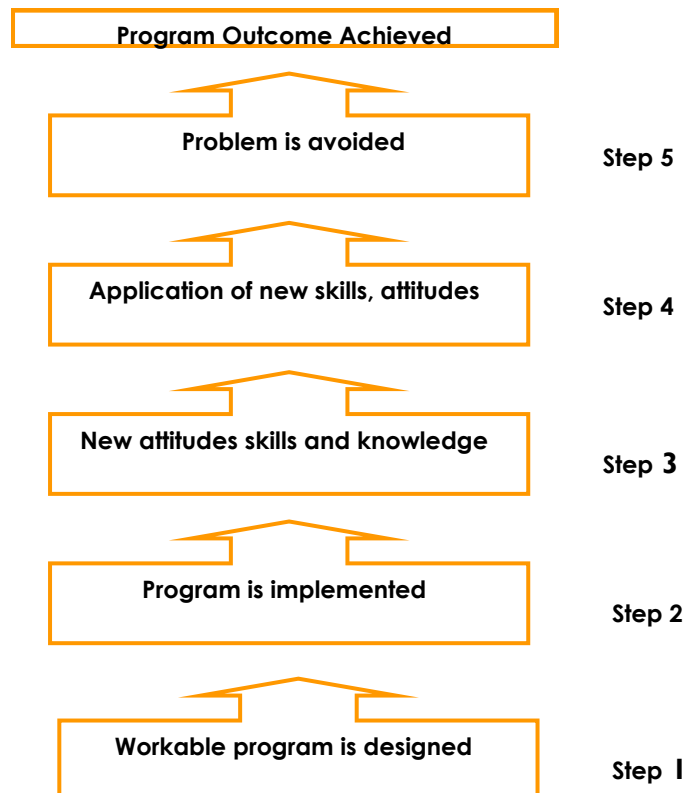 Program Outcome Achieved
Problem is avoided
Step 5
Application of new skills, attitudes
Step 4
New attitudes skills and knowledge
Step 3
Program is implemented
Step 2
Workable program is designed
Step 1